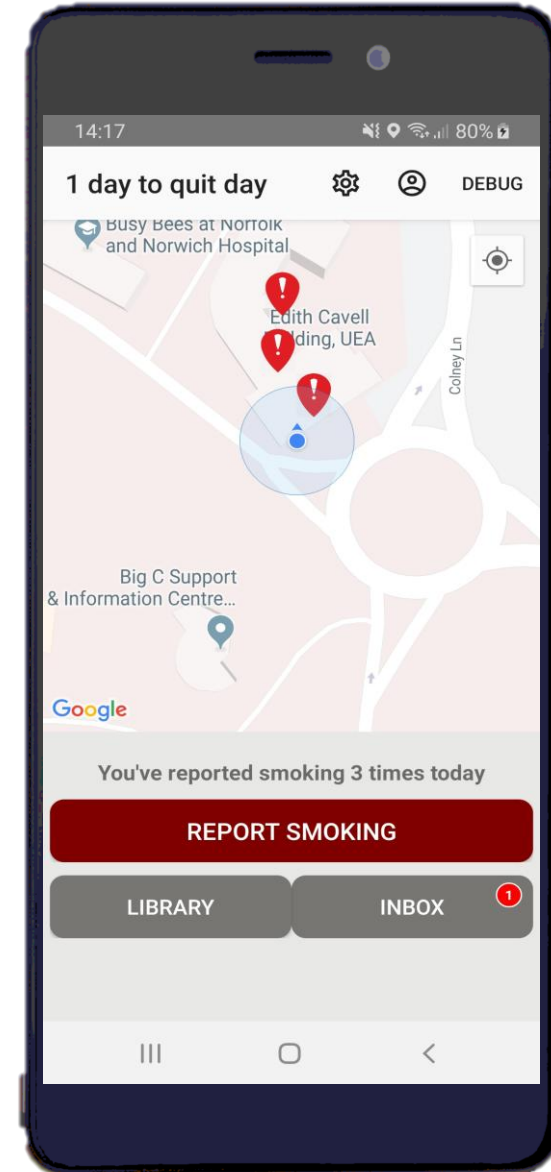 14:17
80%
1 day to quit day
DEBUG
Busy Bees at Norfolk
and Norwich Hospital
Edith Cavell
ding, UEA
Colney Ln
Big C Support
& Information Centre...
Google
You've reported smoking 3 times today
REPORT SMOKING
LIBRARY
INBOX
1